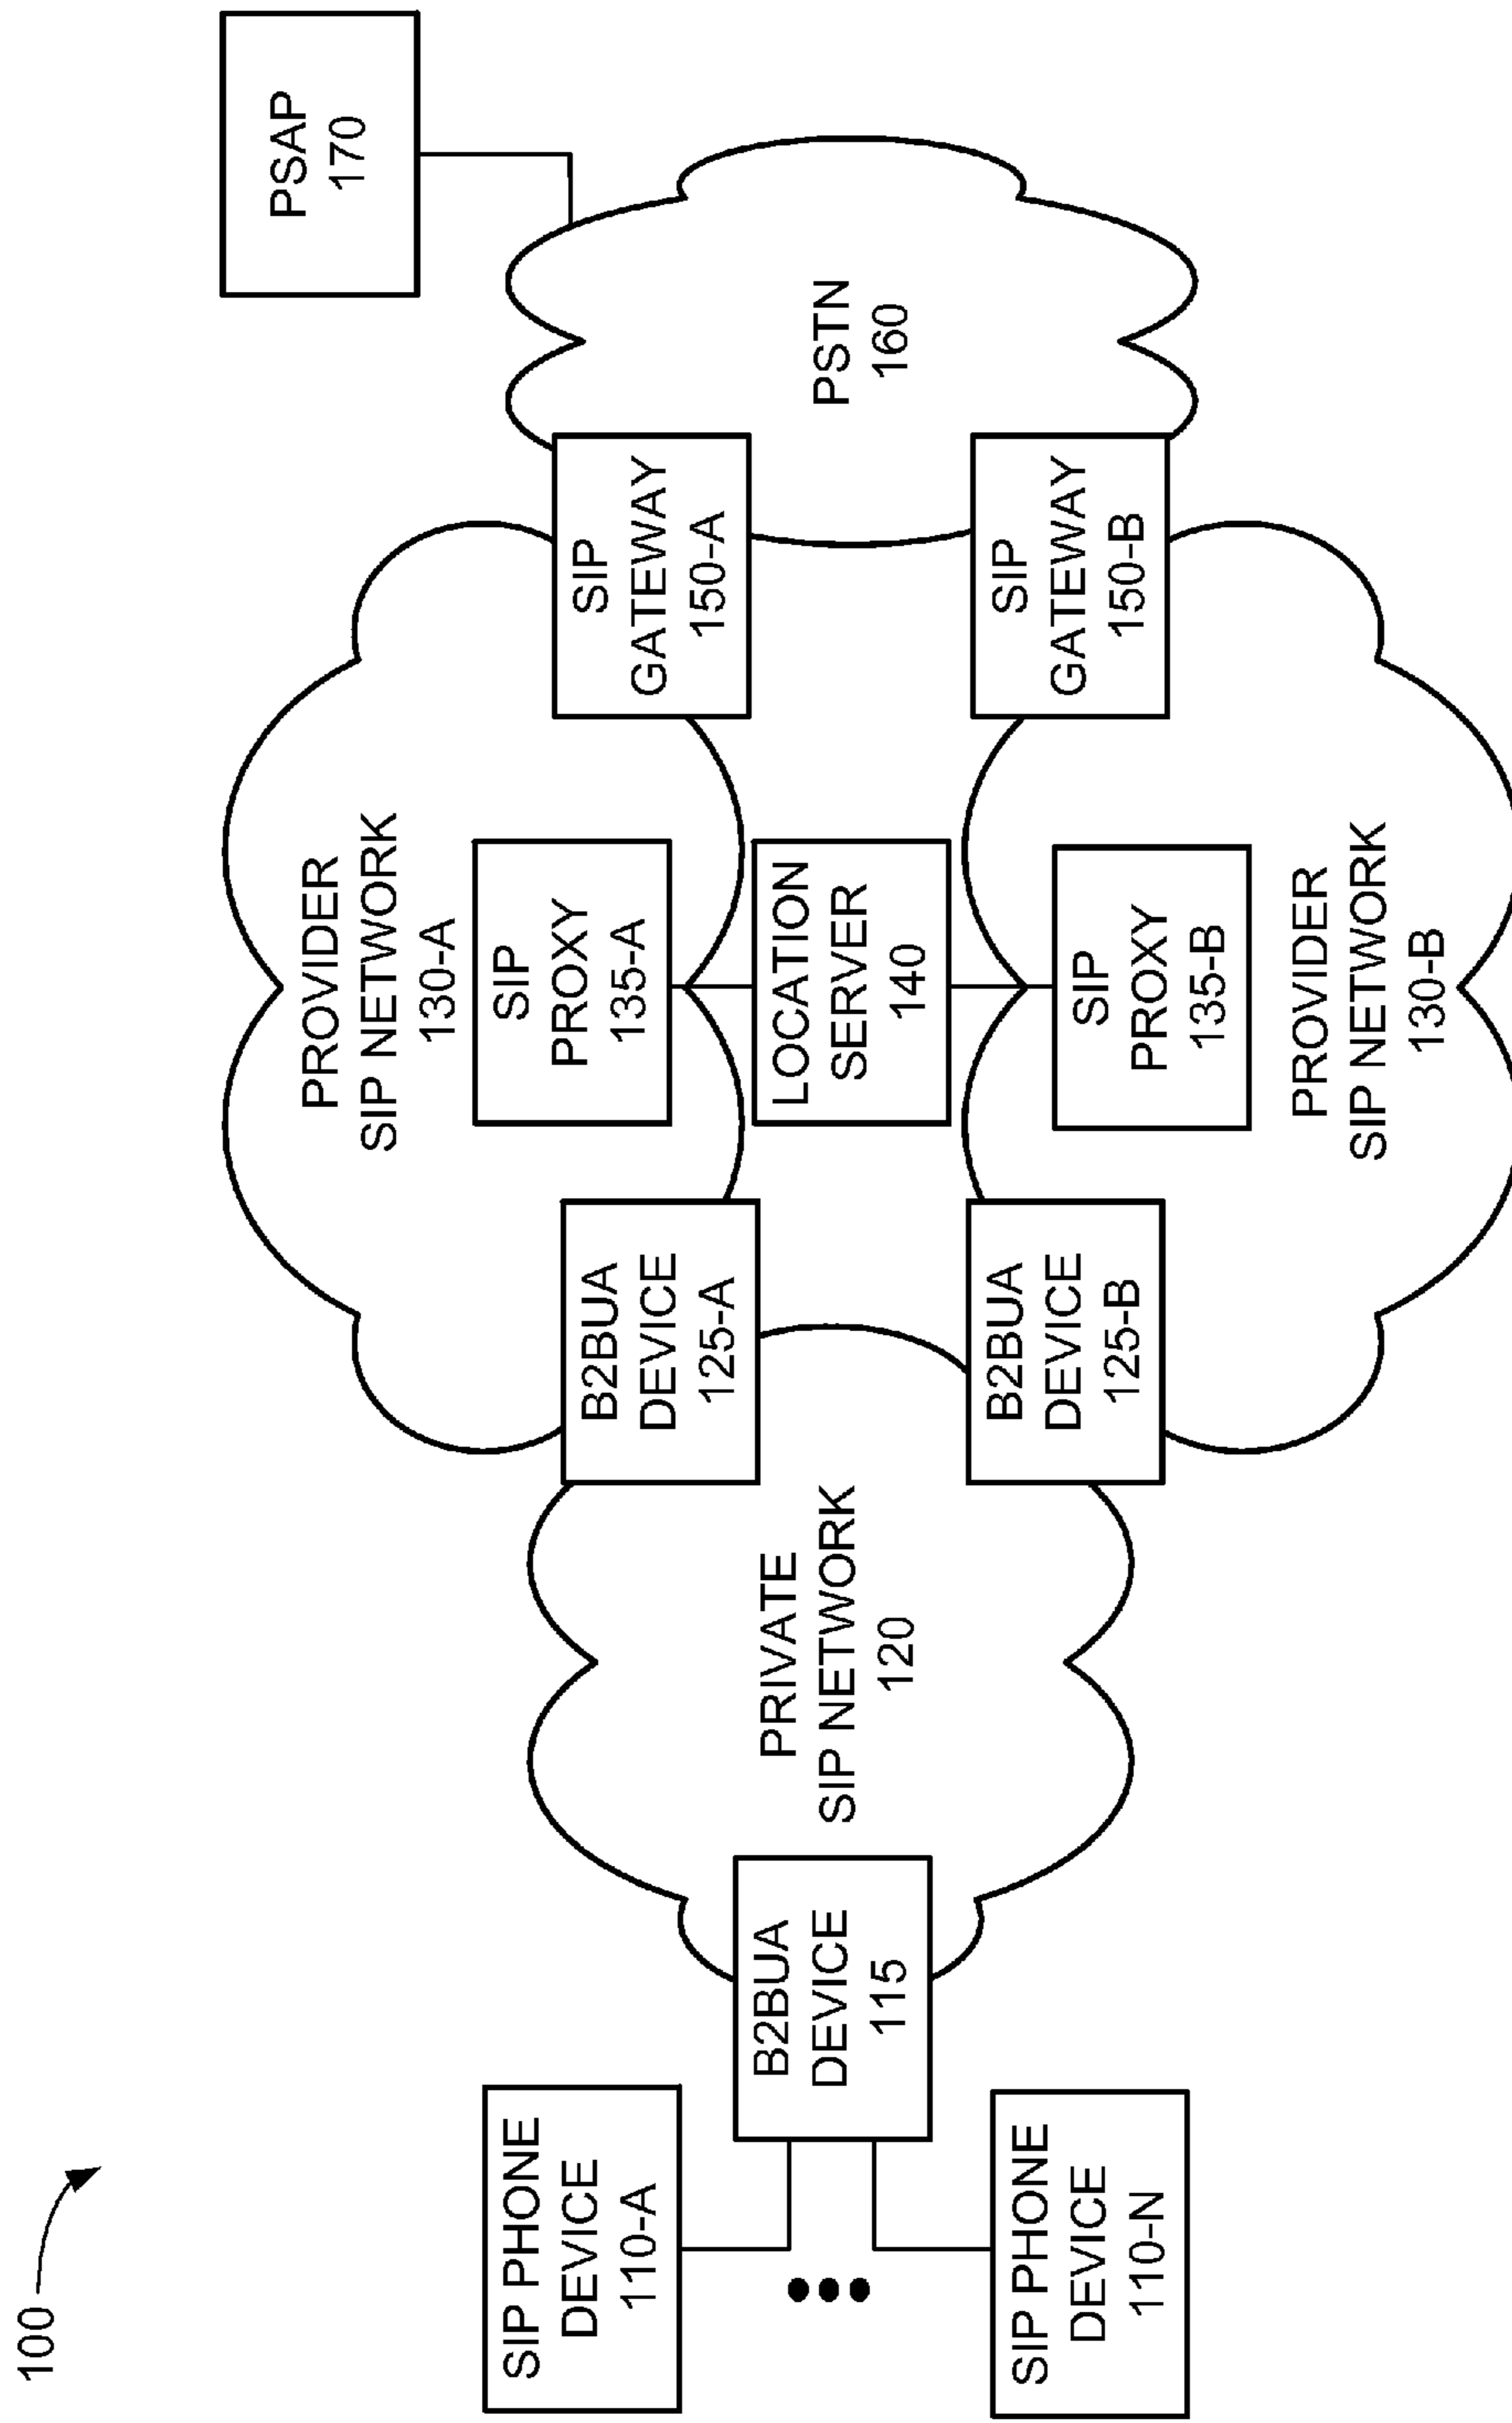 100
SIP PHONE
DEVICE
110-A
SIP PHONE
DEVICE
110-N
B2BUA
DEVICE
115
PRIVATE
SIP NETWORK
120
B2BUA
DEVICE
125-A
B2BUA
DEVICE
125-B
PROVIDER
SIP NETWORK
130-A
SIP
PROXY
135-A
LOCATION
SERVER
140
SIP
PROXY
135-B
PROVIDER
SIP NETWORK
130-B
SIP
GATEWAY
150-A
SIP
GATEWAY
150-B
PSTN
160
PSAP
170